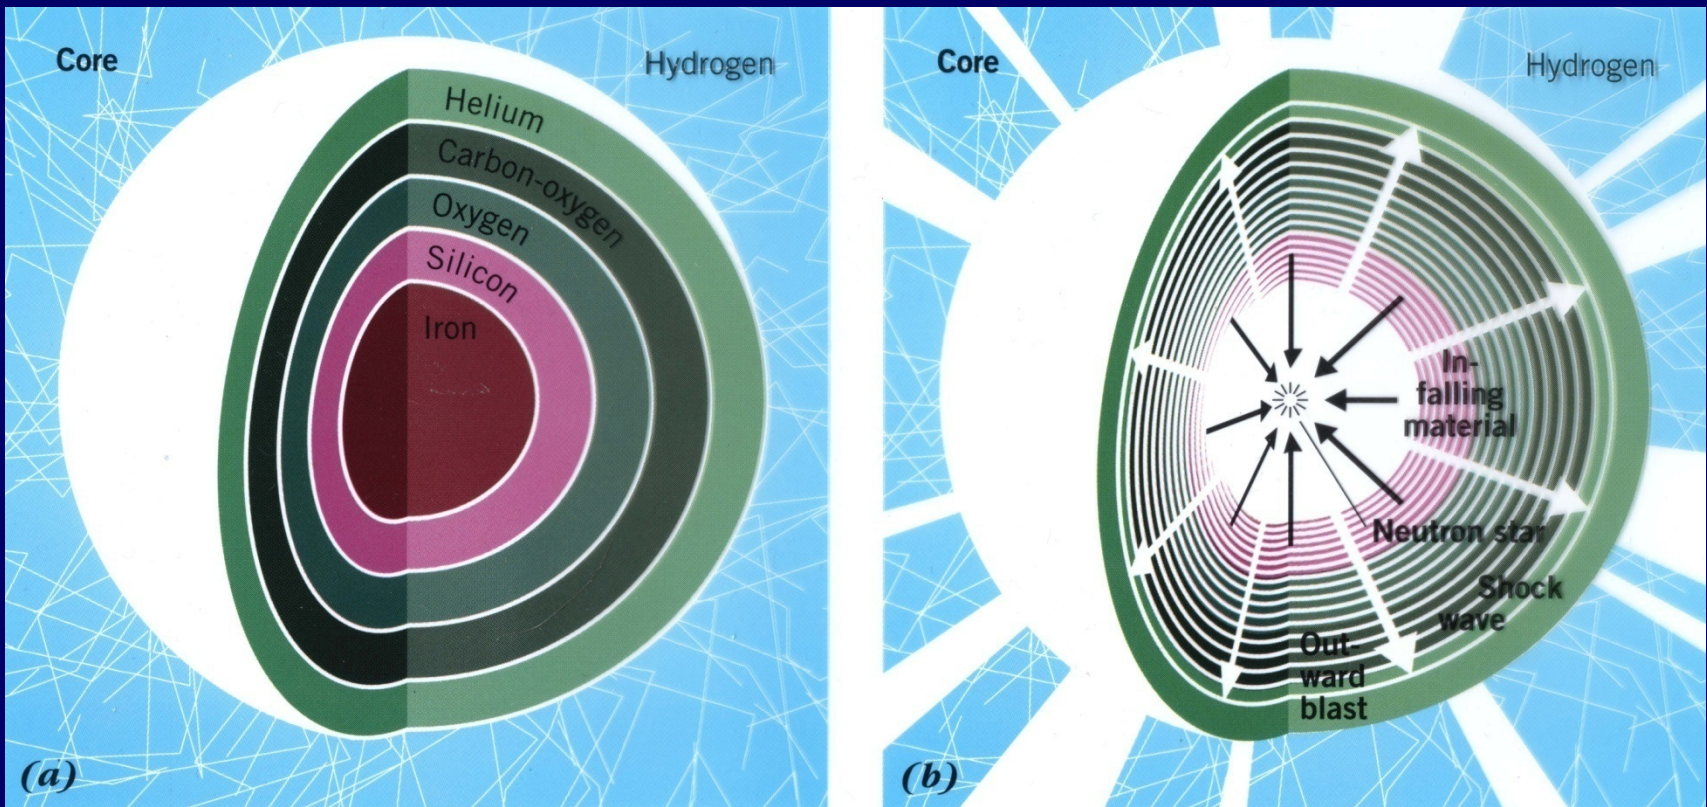 Core
Hydrogen
Helium
Carbon-oxygen
Oxygen
Silicon
Iron
(a)
Core
Hydrogen
In-
falling
material
Neutron star
Shock
wave
Out-
ward
blast
(b)